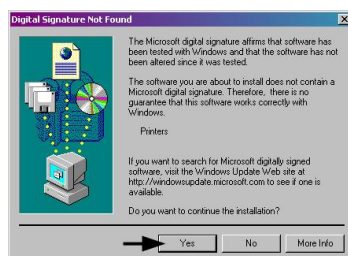 Digital Signature Not Found
The Microsoft digital signature affirms that software has
been tested with Windows and that the software has not
been altered since it was tested.
The software you are about to install does not contain a
Microsoft digital signature. Therefore, there is no
guarantee that this software works correctly with
Windows.
Printers
If you want to search for Microsoft digitally signed
software, visit the Windows Update Web site at
http://windowsupdate.microsoft.com to see if one is
available.
Do you want to continue the installation?
Yes No More Info